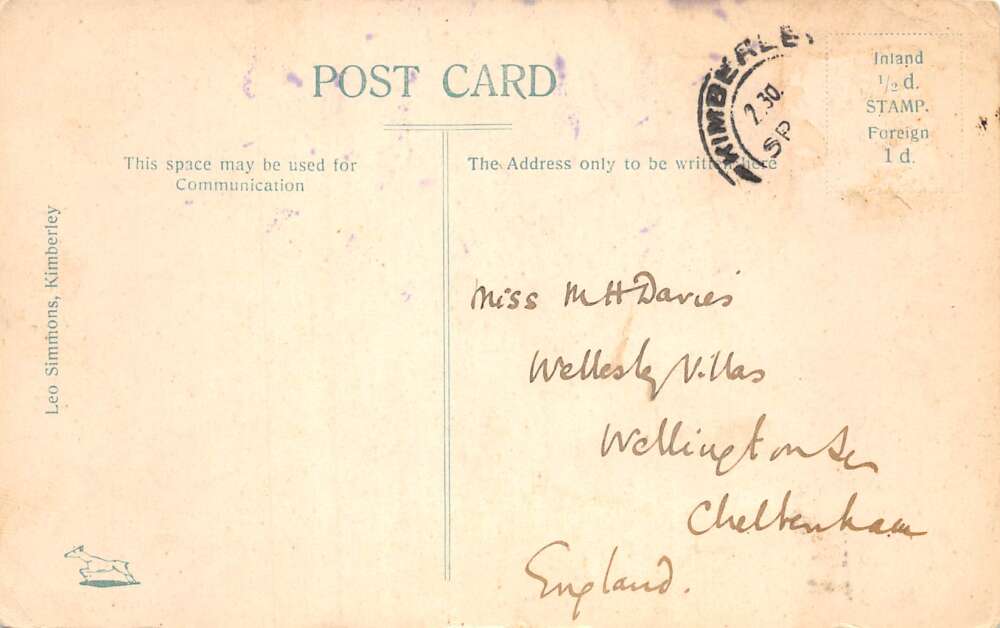 POST CARD
This space may be used for
Communication
The Address only to be written here
KIMBERLEY
2.30.
SP
Inland
1/2 d.
STAMP.
Foreign
1 d.
Leo Simmons, Kimberley
Miss M H Davies
Wellesley Villas
Wellington
Cheltenham
England.